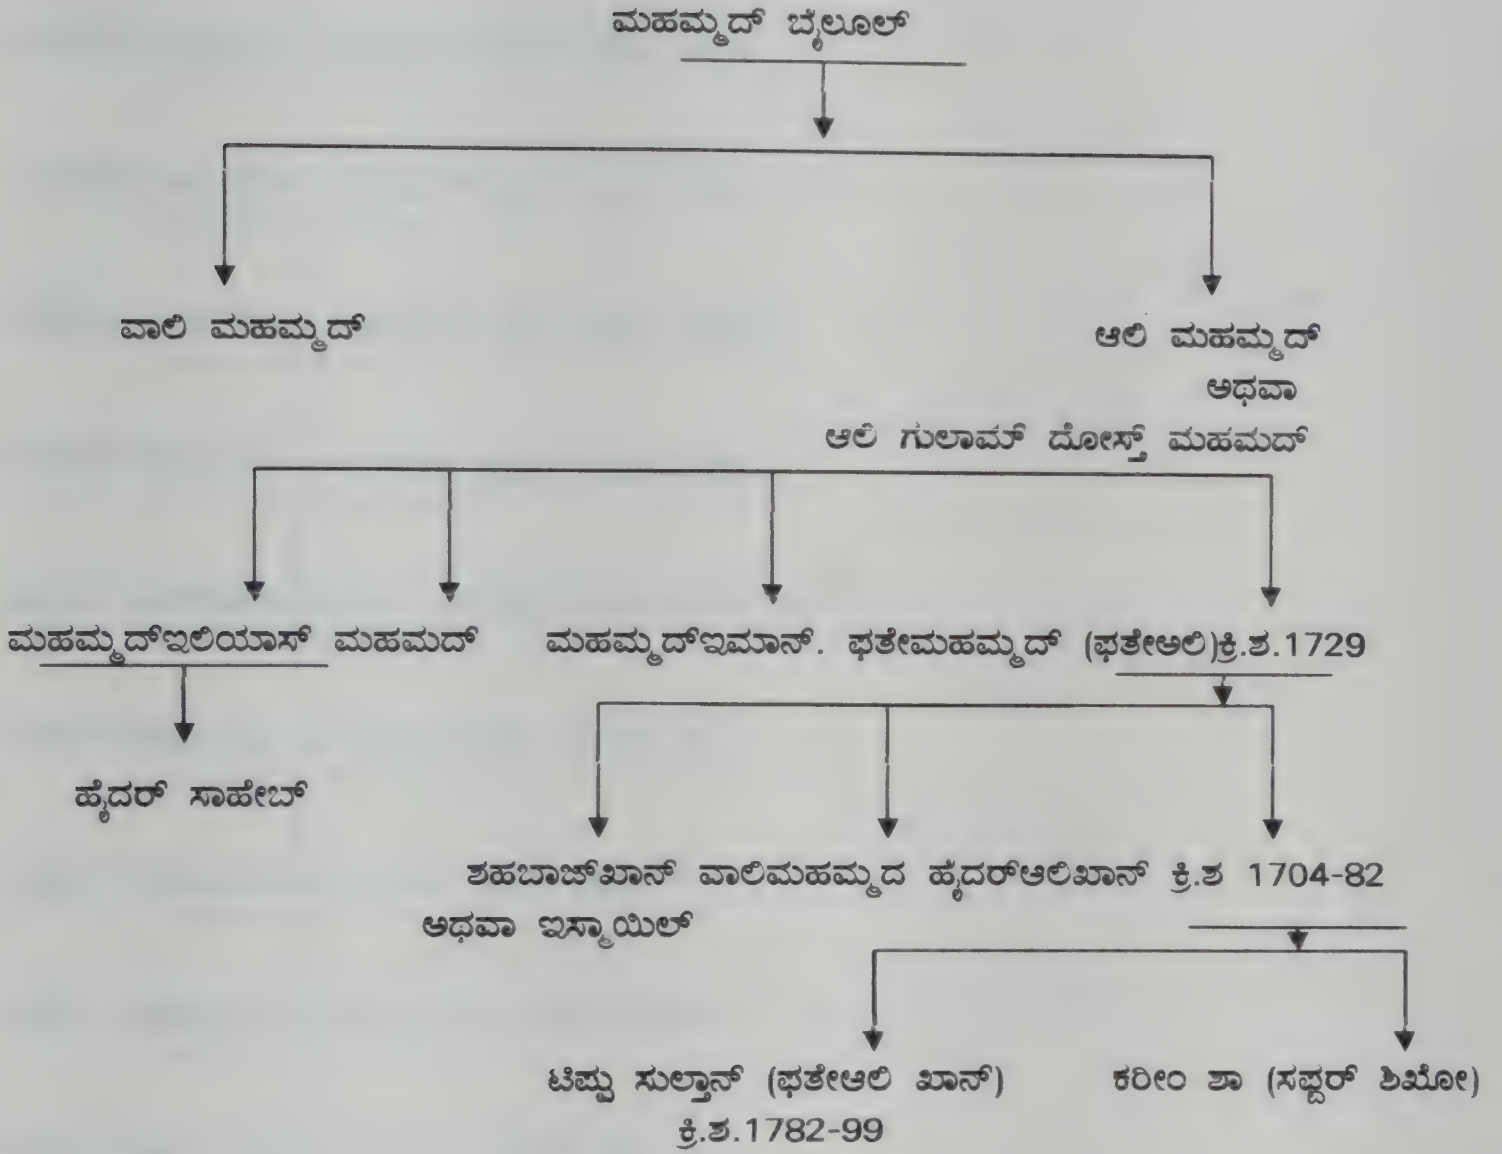 ಮಹಮ್ಮದ್ ಬೈಲೂಲ್
ವಾಲಿ ಮಹಮ್ಮದ್
ಆಲಿ ಮಹಮ್ಮದ್
ಅಥವಾ
ಆಲಿ ಗುಲಾಮ್ ದೋಸ್ತ್ ಮಹಮದ್
ಮಹಮ್ಮದ್‌ಇಲಿಯಾಸ್ ಮಹಮದ್ ಮಹಮ್ಮದ್‌ಇಮಾನ್. ಫತೇಮಹಮ್ಮದ್ (ಫತೇಅಲಿ)ಕ್ರಿ.ಶ.1729
ಹೈದರ್ ಸಾಹೇಬ್
ಶಹಬಾಜ್‌ಖಾನ್ ವಾಲಿಮಹಮ್ಮದ ಹೈದರ್‌ಆಲಿಖಾನ್ ಕ್ರಿ.ಶ 1704-82
ಅಥವಾ ಇಸ್ಮಾಯಿಲ್
ಟಿಪ್ಪು ಸುಲ್ತಾನ್ (ಫತೇಆಲಿ ಖಾನ್) ಕರೀಂ ಶಾ (ಸಫ್ದರ್ ಶಿಖೋ)
ಕ್ರಿ.ಶ.1782-99